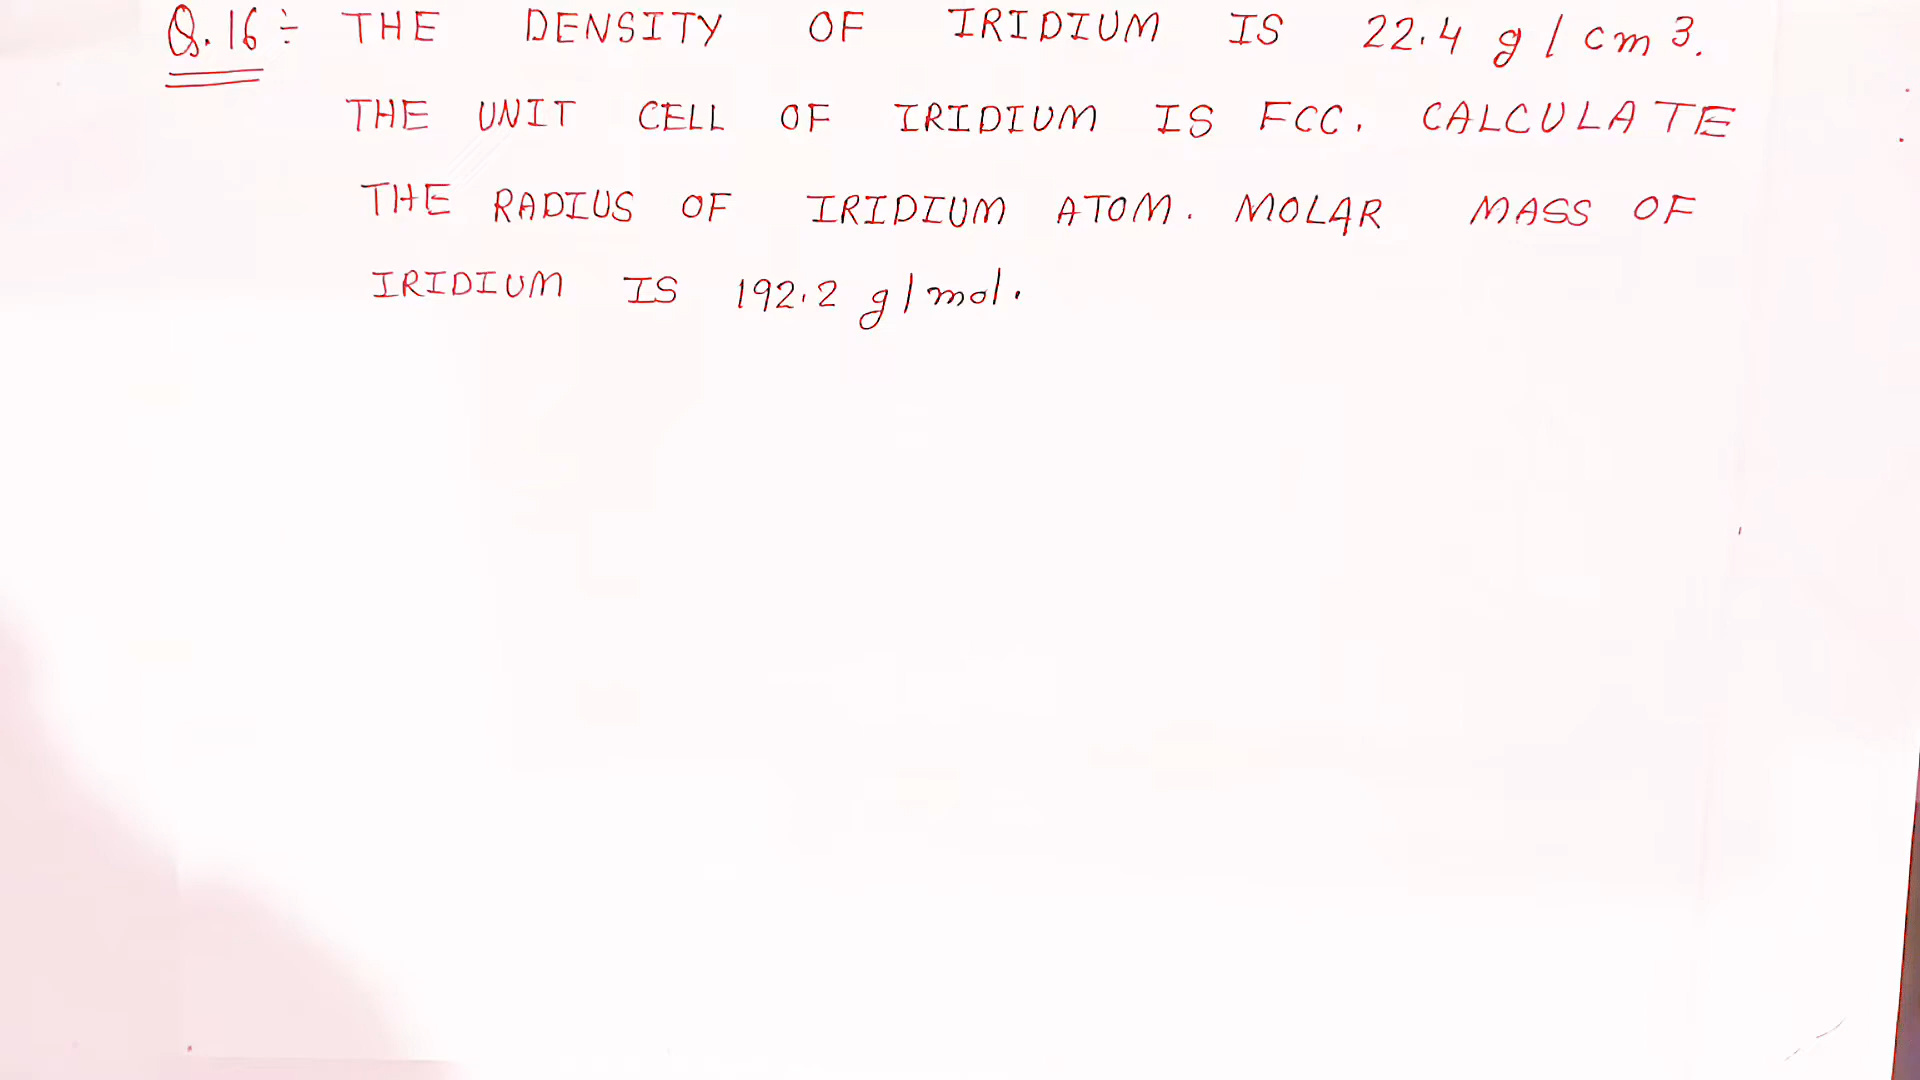 Q.16 ÷ THE DENSITY OF IRIDIUM IS 22.4 g/cm3.
THE UNIT CELL OF IRIDIUM IS FCC. CALCULATE
THE RADIUS OF IRIDIUM ATOM. MOLAR MASS OF
IRIDIUM IS 192.2 g/mol.